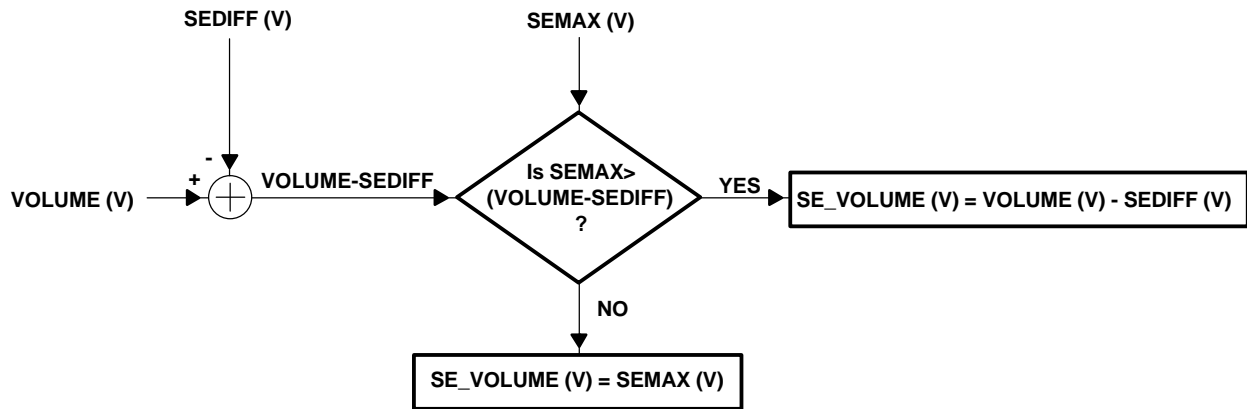 SEDIFF (V)
SEMAX (V)
-
+
VOLUME (V)
VOLUME-SEDIFF
Is SEMAX>
(VOLUME-SEDIFF)
?
YES
SE_VOLUME (V) = VOLUME (V) - SEDIFF (V)
NO
SE_VOLUME (V) = SEMAX (V)